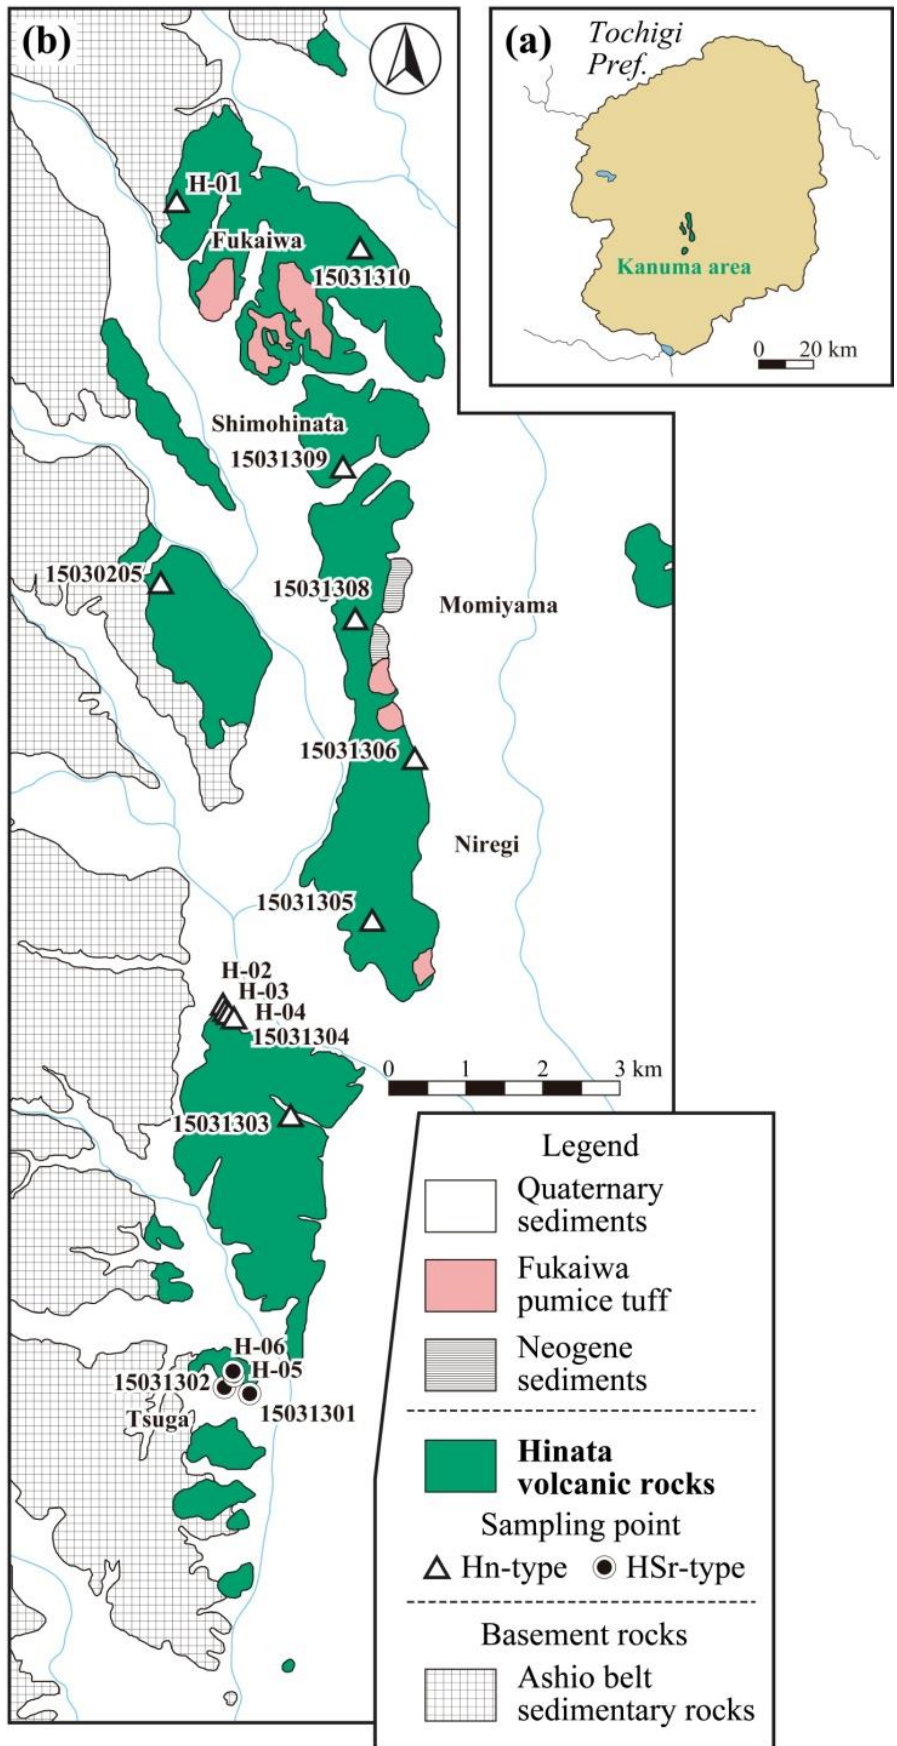 (b)
(a)
Tochigi
Pref.
Kanuma area
0 20 km
H-01
Fukaiwa
15031310
Shimohinata
15031309
15030205
15031308
Momiyama
15031306
Niregi
15031305
H-02
H-03
H-04
15031304
0 1 2 3 km
15031303
H-06
H-05
15031302
15031301
Tsuga
Legend
Quaternary
sediments
Fukaiwa
pumice tuff
Neogene
sediments
Hinata
volcanic rocks
Sampling point
Hn-type HSr-type
Basement rocks
Ashio belt
sedimentary rocks